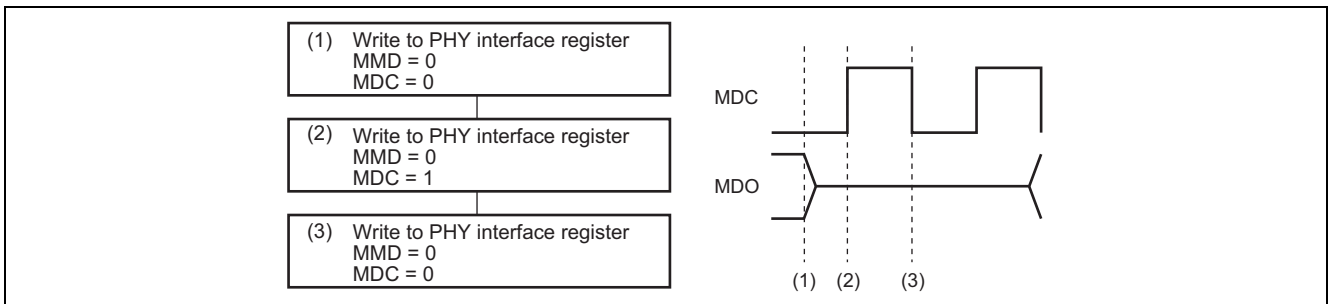 (1) Write to PHY interface register
MMD = 0
MDC = 0
(2) Write to PHY interface register
MMD = 0
MDC = 1
(3) Write to PHY interface register
MMD = 0
MDC = 0
MDC
MDO
(1) (2) (3)